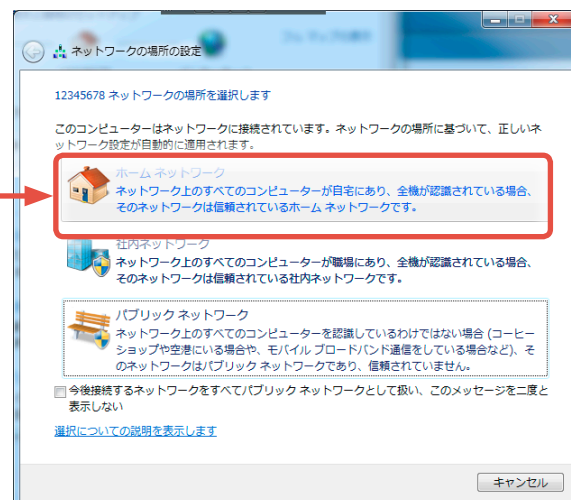 ネットワークの場所の設定
12345678 ネットワークの場所を選択します
このコンピューターはネットワークに接続されています。ネットワークの場所に基づいて、正しいネ
ットワーク設定が自動的に適用されます。
ホーム ネットワーク
ネットワーク上のすべてのコンピューターが自宅にあり、全機が認識されている場合、
そのネットワークは信頼されているホーム ネットワークです。
社内ネットワーク
ネットワーク上のすべてのコンピューターが職場にあり、全機が認識されている場合、
そのネットワークは信頼されている社内ネットワークです。
パブリック ネットワーク
ネットワーク上のすべてのコンピューターを認識しているわけではない場合 (コーヒー
ショップや空港にいる場合や、モバイル ブロードバンド通信をしている場合など)、そ
のネットワークはパブリック ネットワークであり、信頼されていません。
今後接続するネットワークをすべてパブリック ネットワークとして扱い、このメッセージを二度と
表示しない
選択についての説明を表示します
キャンセル